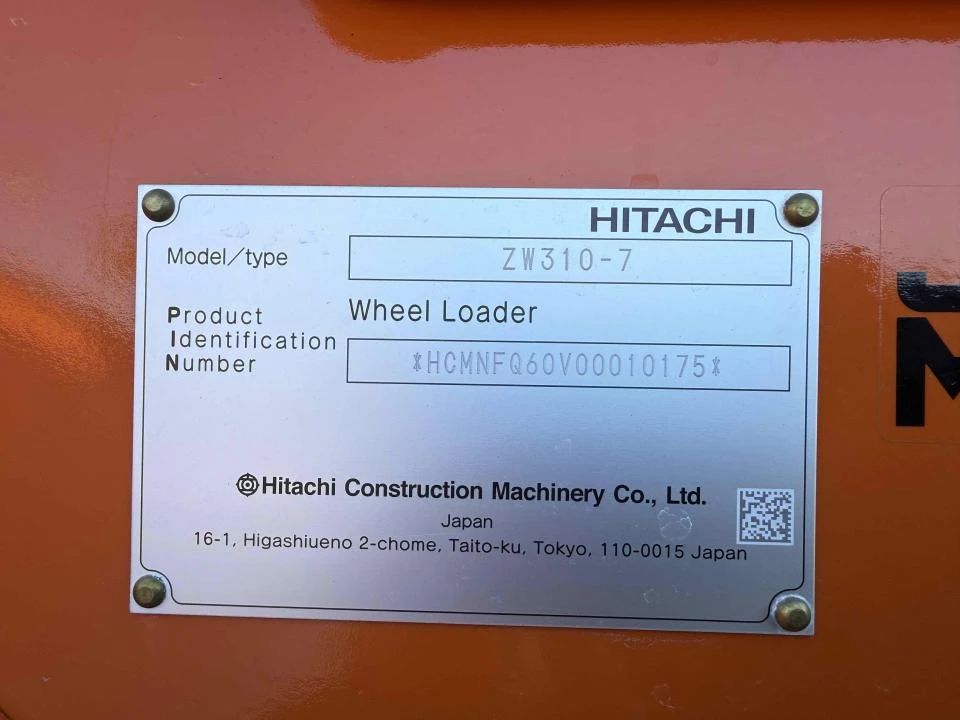 HITACHI
Model/type ZW310-7
Wheel Loader
Product
Identification
Number *HCMNFQ60V00010175*
Hitachi Construction Machinery Co., Ltd.
Japan
16-1, Higashiueno 2-chome, Taito-ku, Tokyo, 110-0015 Japan